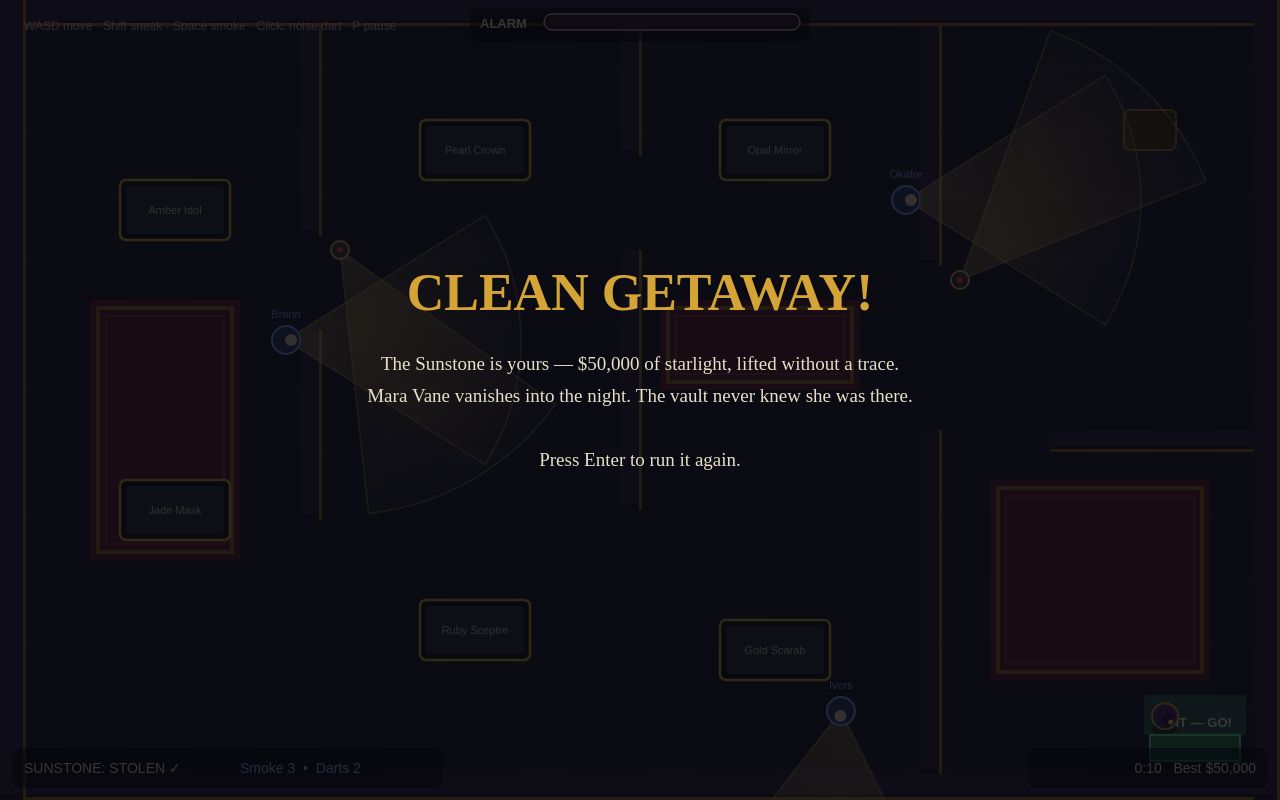 WASD move · Shift sneak · Space smoke · Click: noise dart · P pause
ALARM
Pearl Crown
Opal Mirror
Okafor
Amber Idol
Brann
CLEAN GETAWAY!
The Sunstone is yours — $50,000 of starlight, lifted without a trace.
Mara Vane vanishes into the night. The vault never knew she was there.
Press Enter to run it again.
Jade Mask
Ruby Sceptre
Gold Scarab
Ivers
— GO!
SUNSTONE: STOLEN ✓
Smoke 3 • Darts 2
0:10 Best $50,000